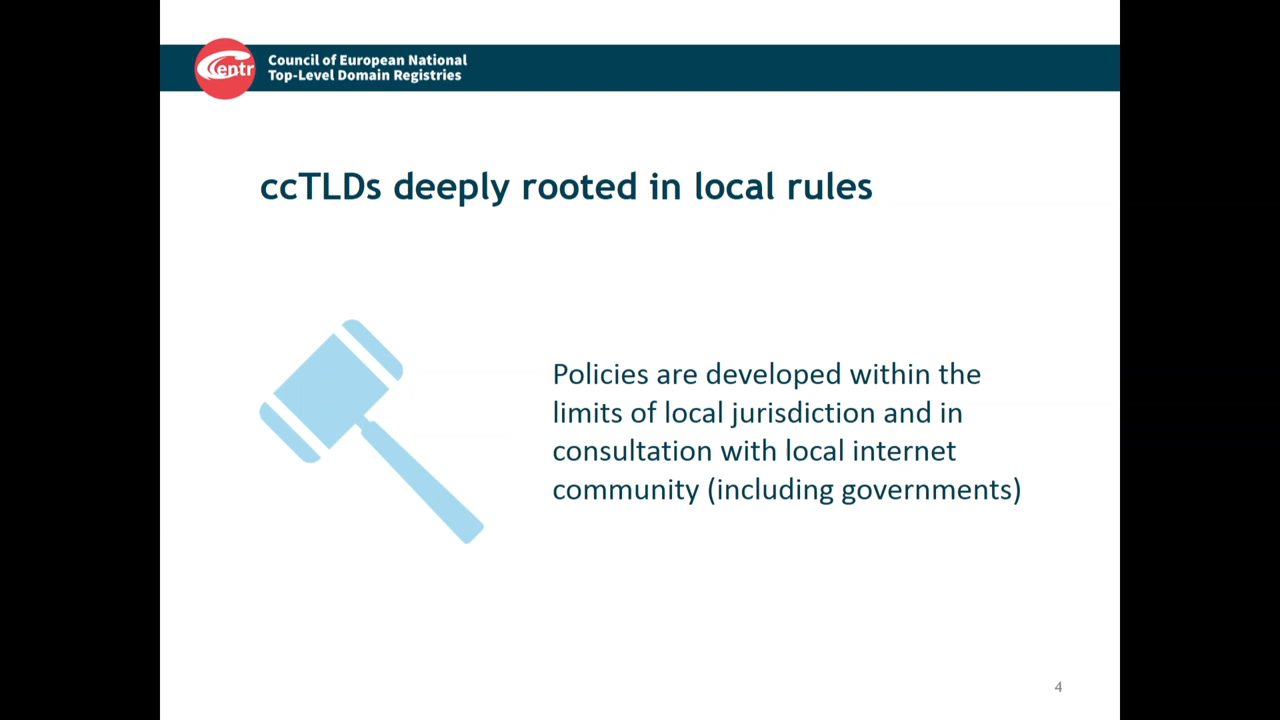 Centr
Council of European National
Top-Level Domain Registries
ccTLDs deeply rooted in local rules
Policies are developed within the
limits of local jurisdiction and in
consultation with local internet
community (including governments)
4